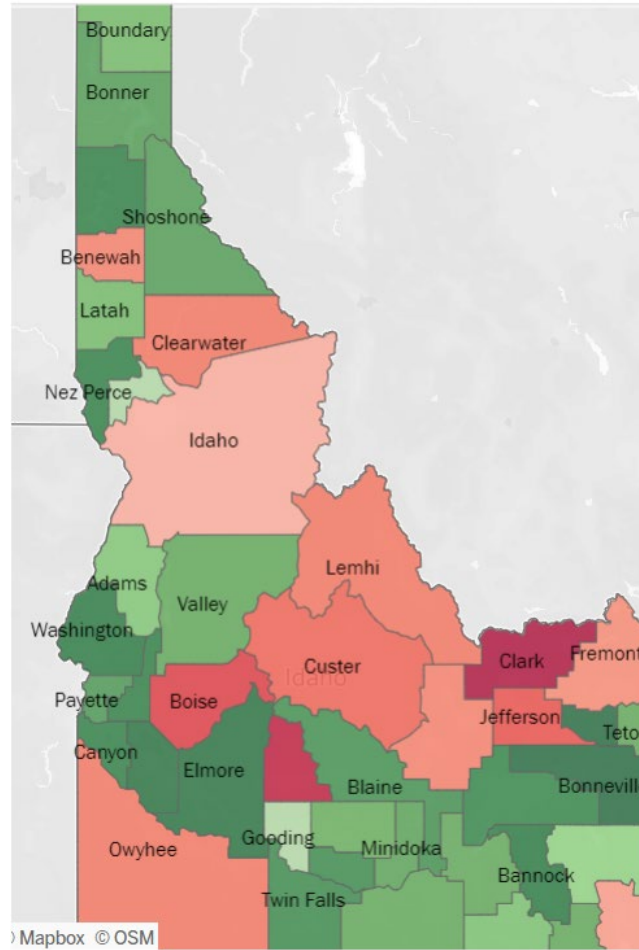 Boundary
Bonner
Shoshone
Benewah
Latah
Clearwater
Nez Perce
Idaho
Lemhi
Adams
Valley
Washington
Clark
Fremont
Custer
Idaho
Payette
Boise
Jefferson
Teto
Canyon
Elmore
Blaine
Bonneville
Gooding
Owyhee
Minidoka
Bannock
Twin Falls
Mapbox © OSM